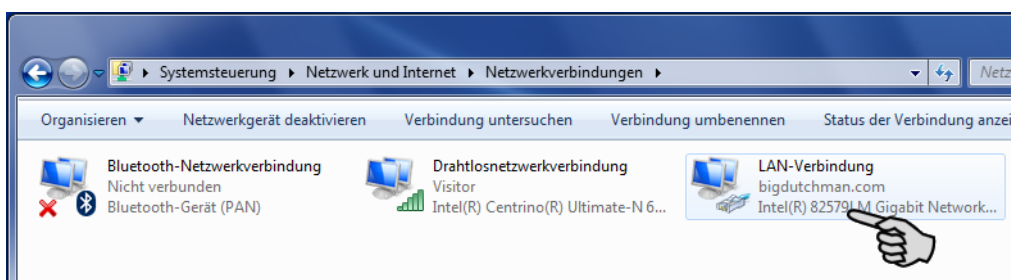 Systemsteuerung ▸ Netzwerk und Internet ▸ Netzwerkverbindungen ▸
Netz
Organisieren Netzwerkgerät deaktivieren Verbindung untersuchen Verbindung umbenennen Status der Verbindung anzei
Bluetooth-Netzwerkverbindung
Nicht verbunden
Bluetooth-Gerät (PAN)
Drahtlosnetzwerkverbindung
Visitor
Intel(R) Centrino(R) Ultimate-N 6...
LAN-Verbindung
bigdutchman.com
Intel(R) 82579LM Gigabit Network...